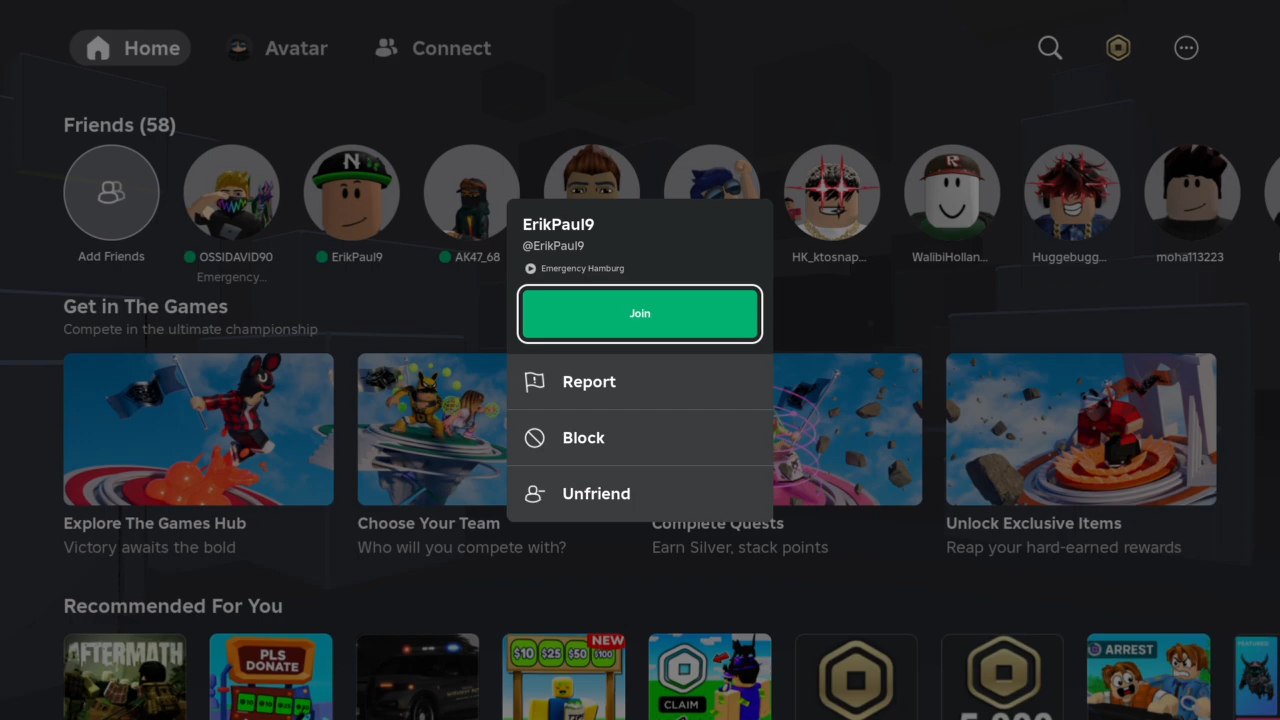 Home
Avatar
Connect
Friends (58)
Add Friends
OSSIDAVID90
Emergency...
ErikPaul9
AK47_68
HK_ktosnap...
WalibiHollan...
Huggebugg...
moha113223
ErikPaul9
@ErikPaul9
Emergency Hamburg
Join
Report
Block
Unfriend
Get in The Games
Compete in the ultimate championship
Explore The Games Hub
Victory awaits the bold
Choose Your Team
Who will you compete with?
Complete Quests
Earn Silver, stack points
Unlock Exclusive Items
Reap your hard-earned rewards
Recommended For You
AFTERMATH
PLS
DONATE
NEW
$10 $25 $50 $100
CLAIM
ARREST